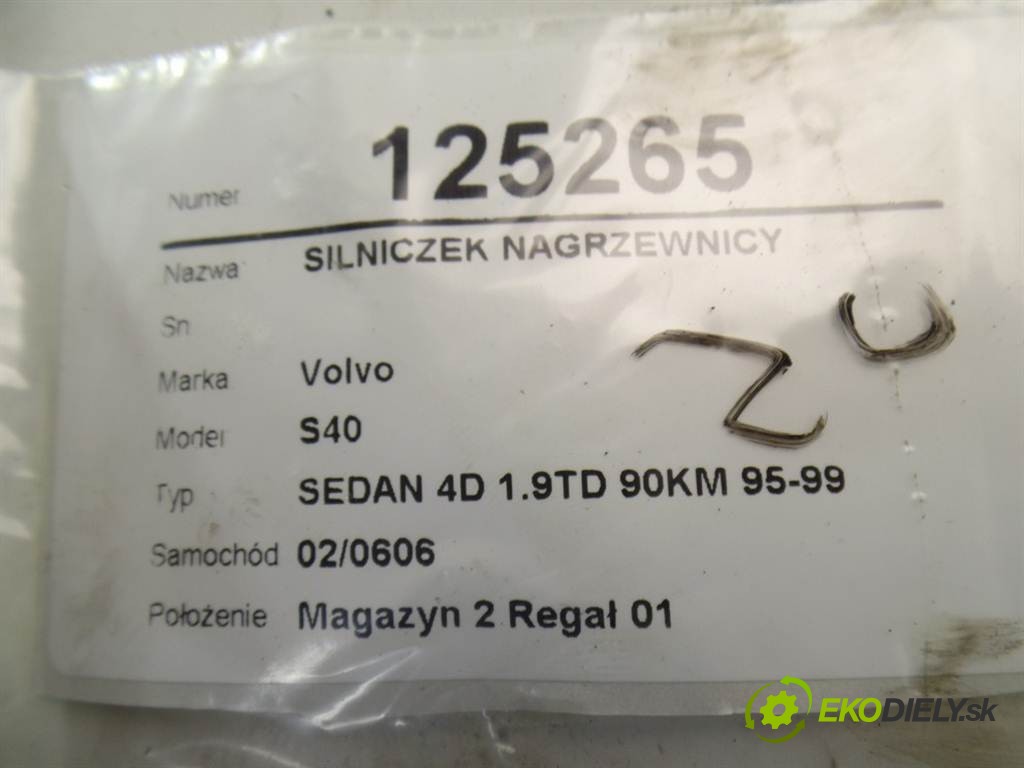 Numer 125265
Nazwa SILNICZEK NAGRZEWNICY
Sn
Marka Volvo
Model S40
Typ SEDAN 4D 1.9TD 90KM 95-99
Samochód 02/0606
Położenie Magazyn 2 Regał 01
ZU
EKODIELY.sk